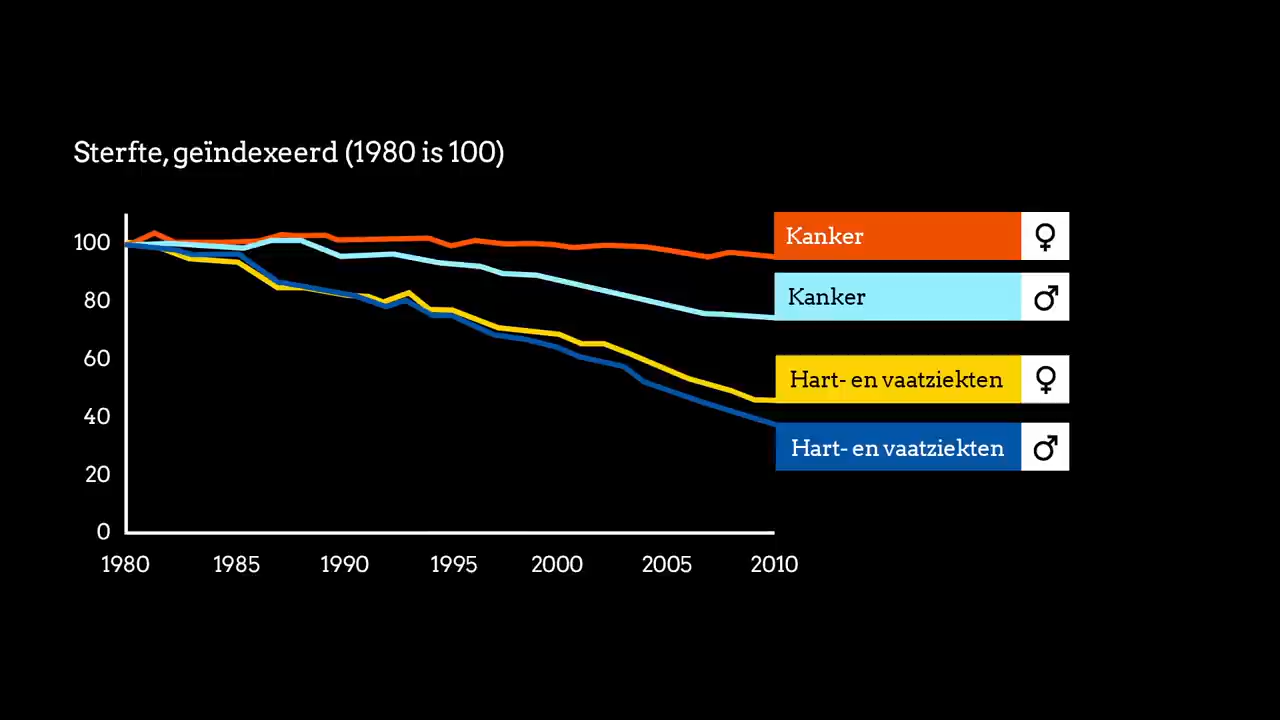 Sterfte, geïndexeerd (1980 is 100)
100
80
60
40
20
0
1980 1985 1990 1995 2000 2005 2010
Kanker ♀
Kanker ♂
Hart- en vaatziekten ♀
Hart- en vaatziekten ♂